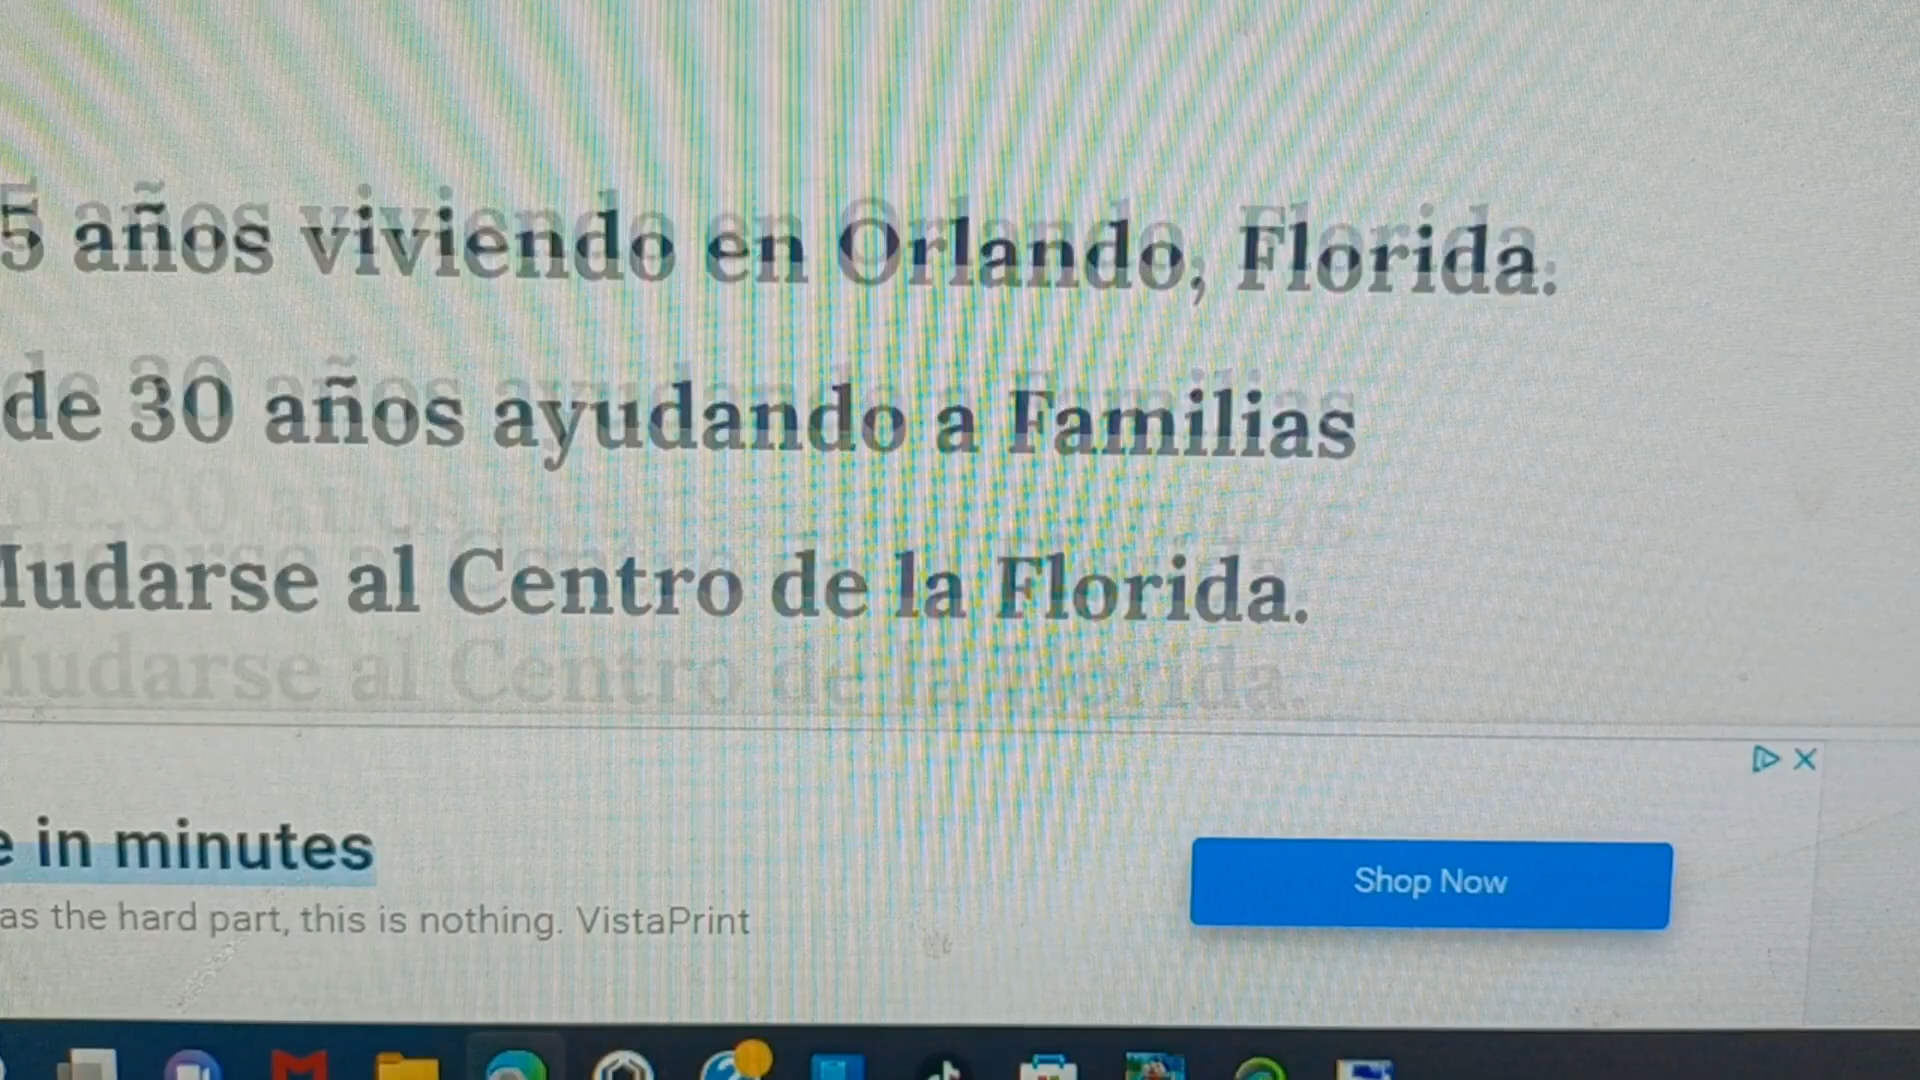 5 años viviendo en Orlando, Florida.
de 30 años ayudando a Familias
Mudarse al Centro de la Florida.
in minutes
as the hard part, this is nothing. VistaPrint
Shop Now